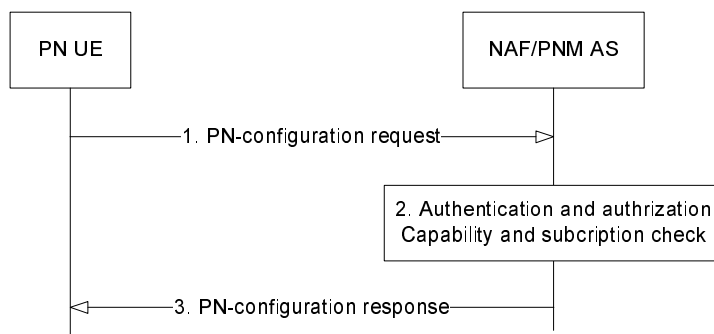 PN UE
NAF/PNM AS
1. PN-configuration request
2. Authentication and authrization
Capability and subcription check
3. PN-configuration response